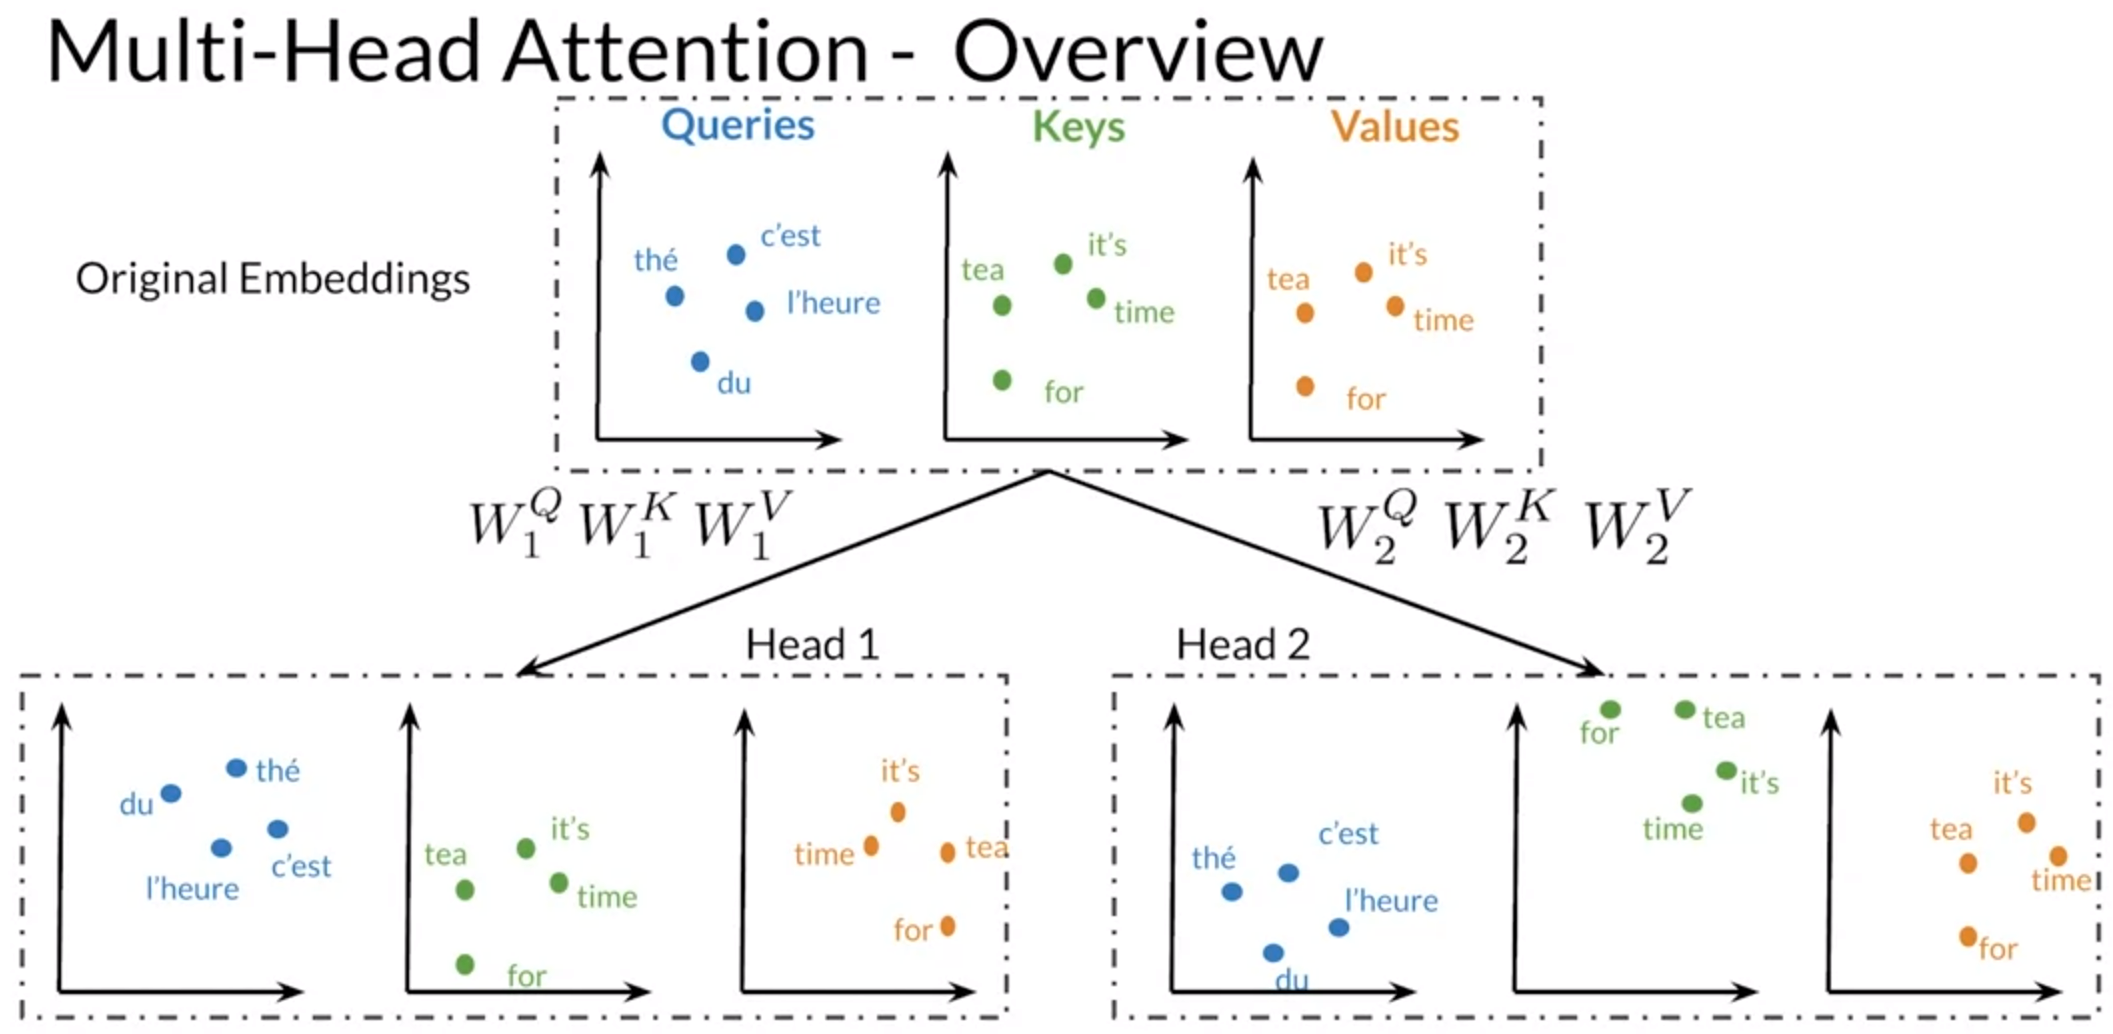 Multi-Head Attention - Overview
Queries
Keys
Values
Original Embeddings
c'est
thé
l'heure
du
it's
tea
time
for
it's
tea
time
for
W_1^Q W_1^K W_1^V
W_2^Q W_2^K W_2^V
Head 1
Head 2
thé
du
c'est
l'heure
it's
tea
time
for
it's
time
tea
for
c'est
thé
l'heure
du
for
tea
it's
time
it's
tea
time
for